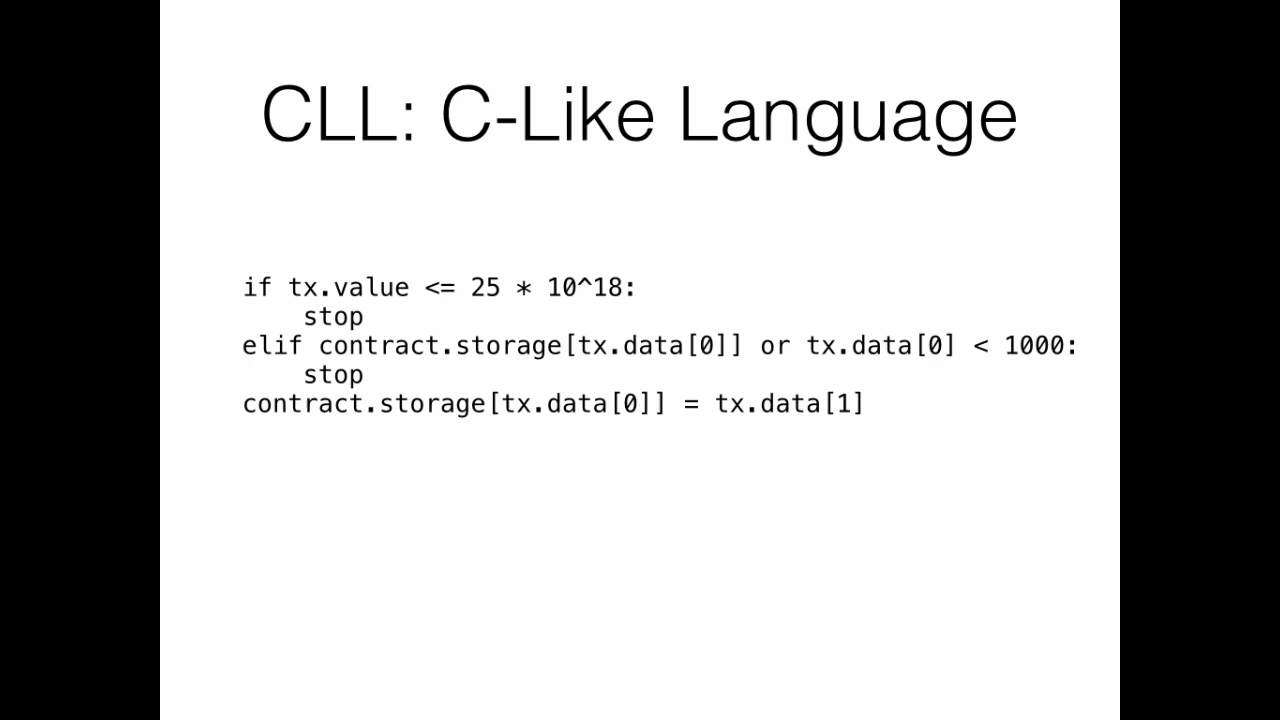 CLL: C-Like Language
if tx.value <= 25 * 10^18:
    stop
elif contract.storage[tx.data[0]] or tx.data[0] < 1000:
    stop
contract.storage[tx.data[0]] = tx.data[1]